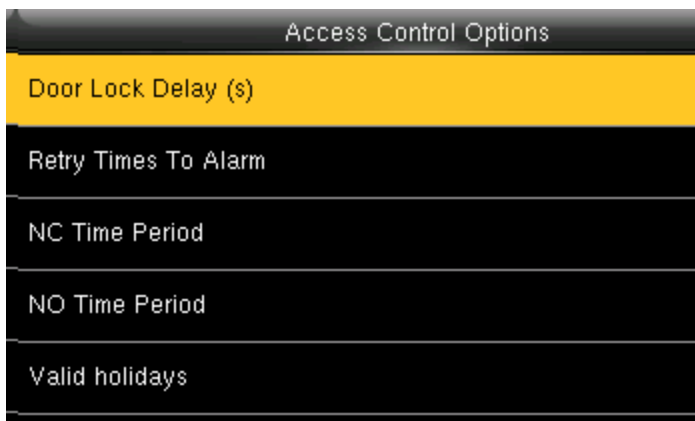 Access Control Options
Door Lock Delay (s)
Retry Times To Alarm
NC Time Period
NO Time Period
Valid holidays